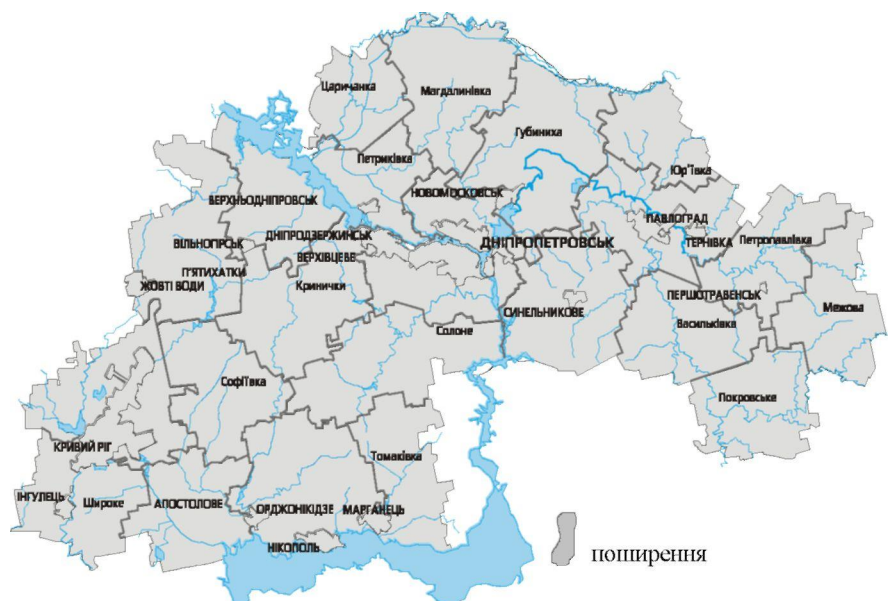 Царичанка
Магдалинівка
Губиниха
Петриківка
Юр'ївка
НОВОМОСКОВСЬК
ВЕРХНЬОДНІПРОВСЬК
ПАВЛОГРАД
ДНІПРОДЗЕРЖИНСЬК
ДНІПРОПЕТРОВСЬК
ТЕРНІВКА
Петропавлівка
ВІЛЬНОГІРСЬК
ВЕРХІВЦЕВЕ
П'ЯТИХАТКИ
ЖОВТІ ВОДИ
Кринички
ПЕРШОТРАВЕНСЬК
Межова
СИНЕЛЬНИКОВЕ
Васильківка
Солоне
Софіївка
Покровське
КРИВИЙ РІГ
Томаківка
ІНГУЛЕЦЬ
Широке
АПОСТОЛОВЕ
ОРДЖОНІКІДЗЕ
МАРГАНЕЦЬ
НІКОПОЛЬ
поширення